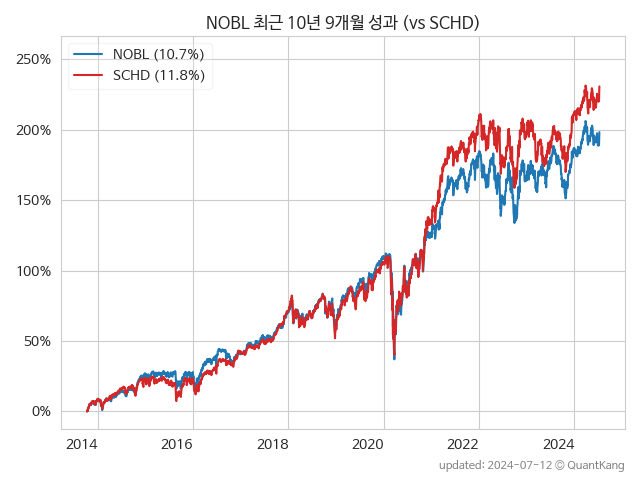 NOBL 최근 10년 9개월 성과 (vs SCHD)
NOBL (10.7%)
SCHD (11.8%)
250%
200%
150%
100%
50%
0%
2014 2016 2018 2020 2022 2024
updated: 2024-07-12 © QuantKang